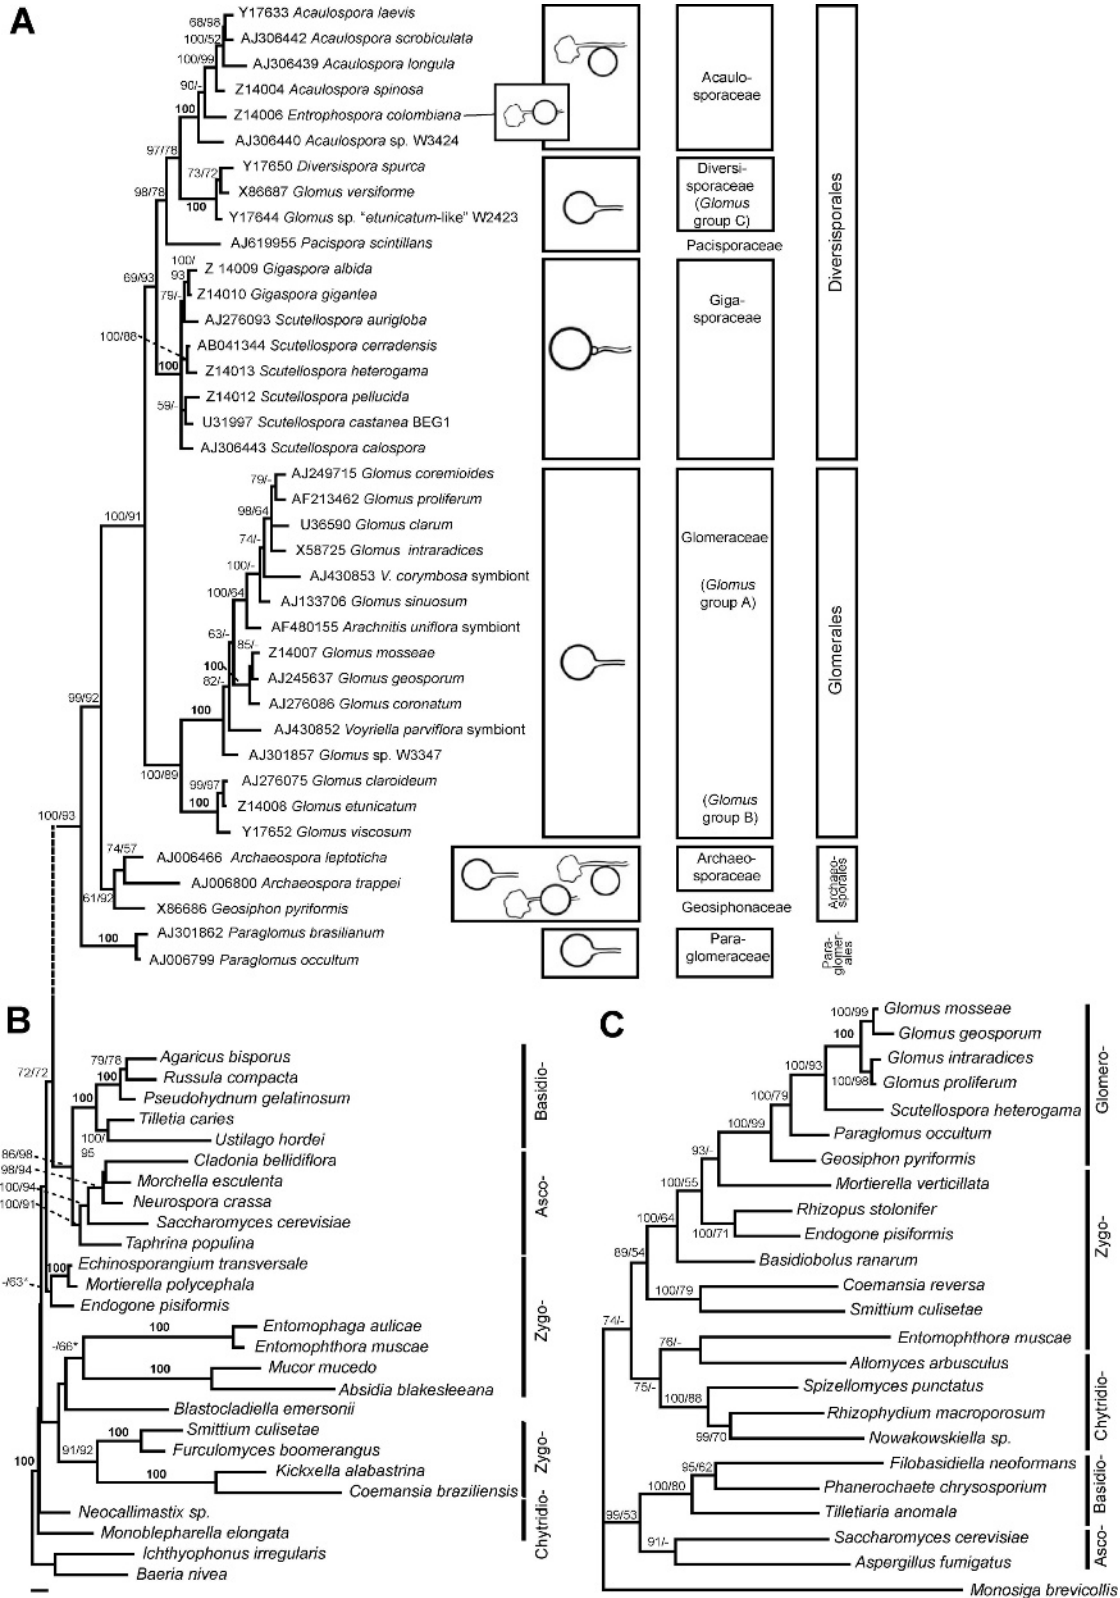 A
68/98
Y17633 Acaulospora laevis
100/52
AJ306442 Acaulospora scrobiculata
100/99
AJ306439 Acaulospora longula
90/-
Z14004 Acaulospora spinosa
100
Z14006 Entrophospora colombiana
AJ306440 Acaulospora sp. W3424
97/78
73/72
Y17650 Diversispora spurca
X86687 Glomus versiforme
98/78
100
Y17644 Glomus sp. "etunicatum-like" W2423
AJ619955 Pacispora scintillans
100/
93
Z 14009 Gigaspora albida
69/93
79/-
Z14010 Gigaspora gigantea
AJ276093 Scutellospora aurigloba
100/88
AB041344 Scutellospora cerradensis
100
Z14013 Scutellospora heterogama
59/-
Z14012 Scutellospora pellucida
U31997 Scutellospora castanea BEG1
AJ306443 Scutellospora calospora
79/-
AJ249715 Glomus coremioides
AF213462 Glomus proliferum
100/91
98/64
U36590 Glomus clarum
74/-
X58725 Glomus intraradices
100/-
AJ430853 V. corymbosa symbiont
100/64
AJ133706 Glomus sinuosum
AF480155 Arachnitis uniflora symbiont
63/-
85/-
Z14007 Glomus mosseae
100
82/-
AJ245637 Glomus geosporum
99/92
100
AJ276086 Glomus coronatum
AJ430852 Voyriella parviflora symbiont
AJ301857 Glomus sp. W3347
100/89
99/97
AJ276075 Glomus claroideum
100
Z14008 Glomus etunicatum
100/93
Y17652 Glomus viscosum
74/57
AJ006466 Archaeospora leptoticha
AJ006800 Archaeospora trappei
61/92
X86686 Geosiphon pyriformis
100
AJ301862 Paraglomus brasilianum
AJ006799 Paraglomus occultum
Acaulo-
sporaceae
Diversi-
sporaceae
(Glomus
group C)
Pacisporaceae
Giga-
sporaceae
Glomeraceae
(Glomus
group A)
(Glomus
group B)
Archaeo-
sporaceae
Geosiphonaceae
Para-
glomeraceae
Diversisporales
Glomerales
Archaeo-
sporales
Para-
glomer-
ales
B
72/72
79/78
Agaricus bisporus
100
Russula compacta
100
Pseudohydnum gelatinosum
Tilletia caries
100/
95
Ustilago hordei
86/98
Cladonia bellidiflora
98/94
Morchella esculenta
100/94
Neurospora crassa
100/91
Saccharomyces cerevisiae
Taphrina populina
100
Echinosporangium transversale
-/63*
Mortierella polycephala
Endogone pisiformis
100
Entomophaga aulicae
-/66*
Entomophthora muscae
100
Mucor mucedo
Absidia blakesleeana
Blastocladiella emersonii
100
Smittium culisetae
91/92
Furculomyces boomerangus
100
100
Kickxella alabastrina
Coemansia braziliensis
Neocallimastix sp.
Monoblepharella elongata
Ichthyophonus irregularis
Baeria nivea
Basidio-
Asco-
Zygo-
Zygo-
Chytridio-
C
100/99
Glomus mosseae
100
Glomus geosporum
100/93
Glomus intraradices
100/98
Glomus proliferum
100/79
Scutellospora heterogama
100/99
Paraglomus occultum
93/-
Geosiphon pyriformis
100/55
Mortierella verticillata
100/64
Rhizopus stolonifer
100/71
Endogone pisiformis
89/54
Basidiobolus ranarum
100/79
Coemansia reversa
Smittium culisetae
74/-
76/-
Entomophthora muscae
Allomyces arbusculus
75/-
100/88
Spizellomyces punctatus
Rhizophydium macroporosum
99/70
Nowakowskiella sp.
95/62
Filobasidiella neoformans
100/80
Phanerochaete chrysosporium
Tilletiaria anomala
99/53
91/-
Saccharomyces cerevisiae
Aspergillus fumigatus
Monosiga brevicollis
Glomero-
Zygo-
Chytridio-
Basidio-
Asco-